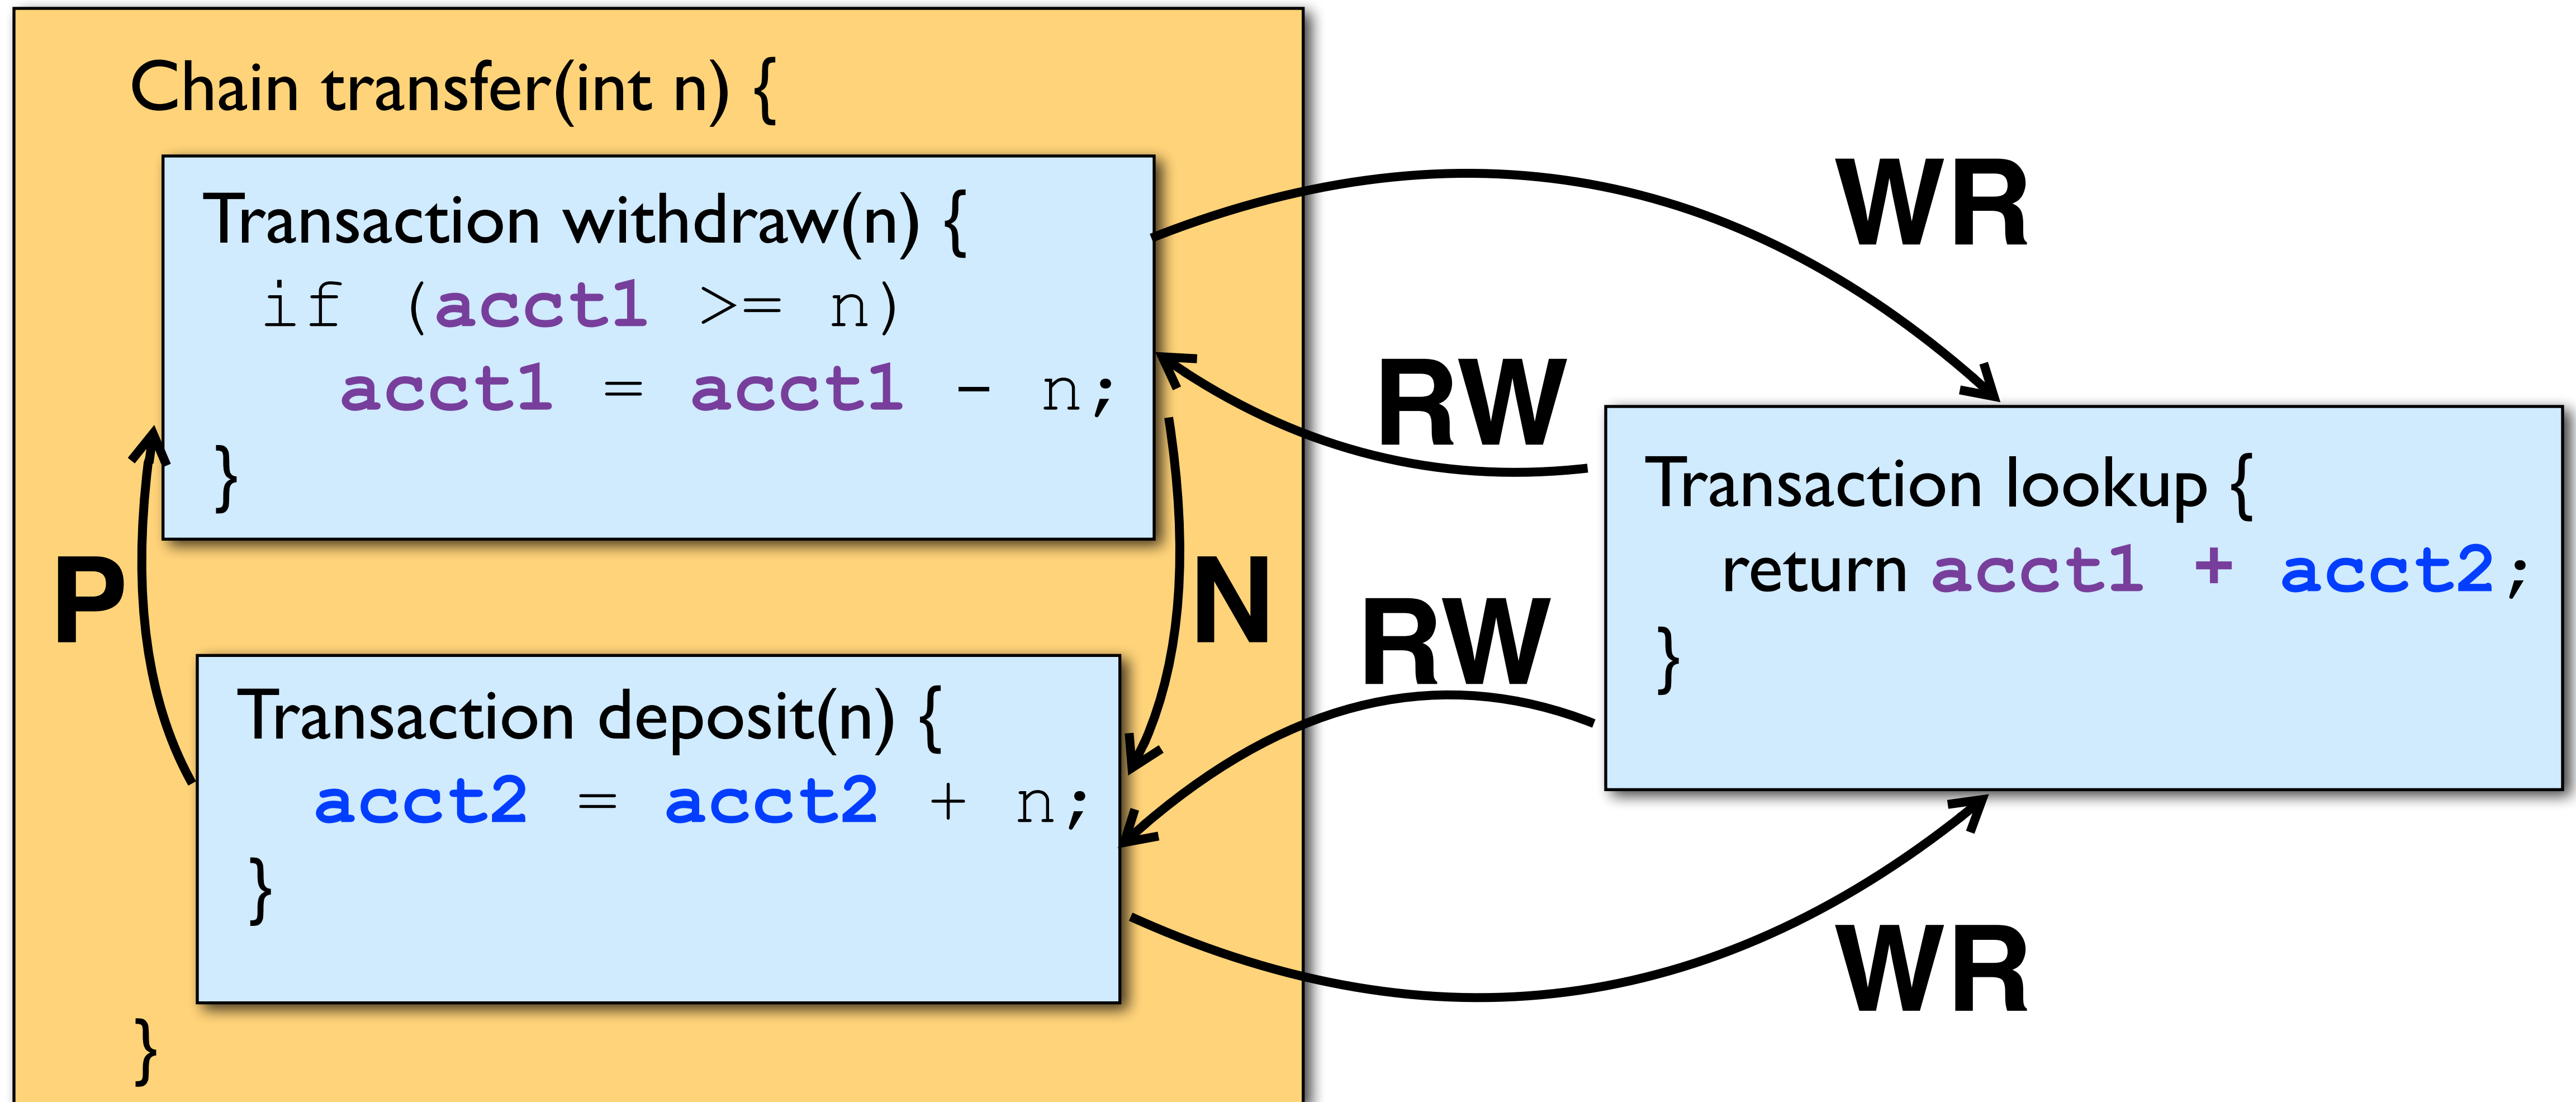 Chain transfer(int n) {
Transaction withdraw(n) {
if (acct1 >= n)
acct1 = acct1 - n;
}
P
N
Transaction deposit(n) {
acct2 = acct2 + n;
}
}
WR
RW
RW
WR
Transaction lookup {
return acct1 + acct2;
}